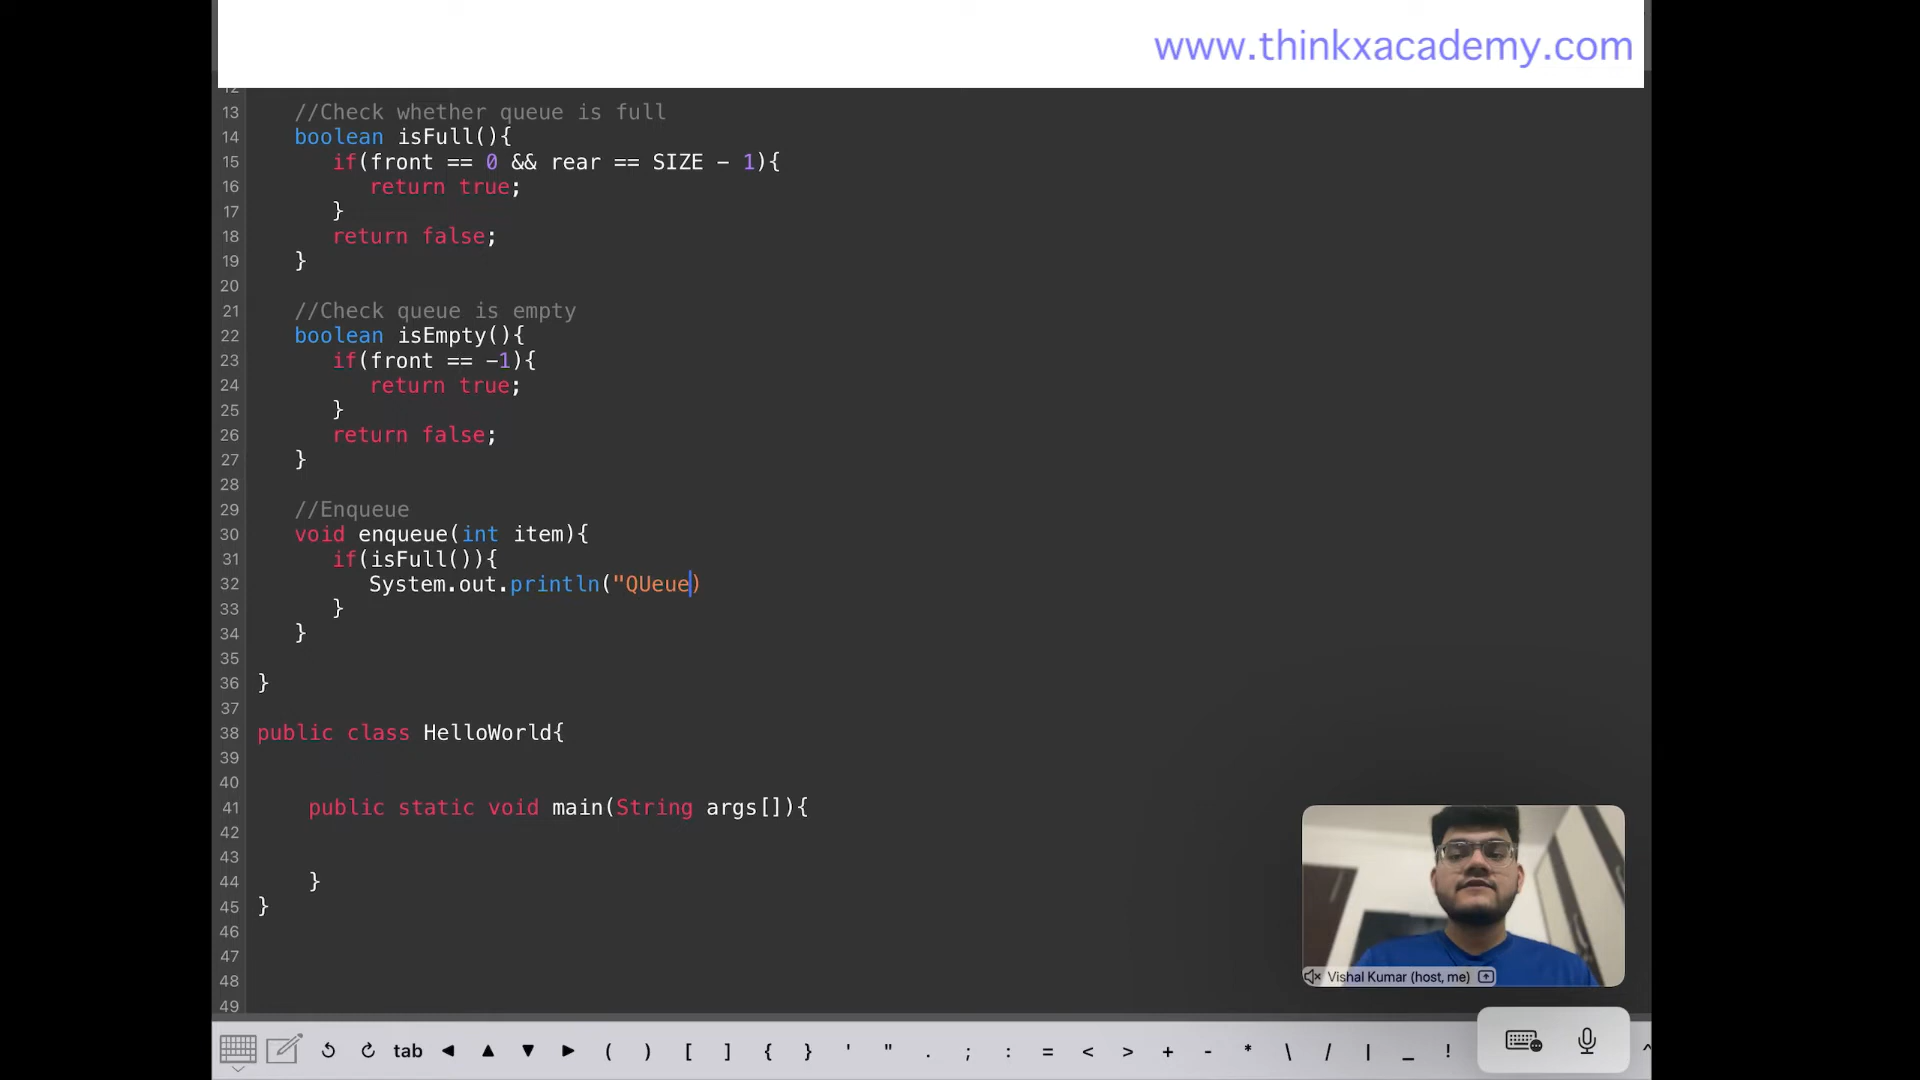 www.thinkxacademy.com
12
13 //Check whether queue is full
14 boolean isFull(){
15 if(front == 0 && rear == SIZE - 1){
16 return true;
17 }
18 return false;
19 }
20
21 //Check queue is empty
22 boolean isEmpty(){
23 if(front == -1){
24 return true;
25 }
26 return false;
27 }
28
29 //Enqueue
30 void enqueue(int item){
31 if(isFull()){
32 System.out.println("QUeue)
33 }
34 }
35
36 }
37
38 public class HelloWorld{
39
40
41 public static void main(String args[]){
42
43
44 }
45 }
46
47
48
49
Vishal Kumar (host, me)
tab ( ) [ ] { } ' " . ; : = < > + - * \ / | _ ! ^